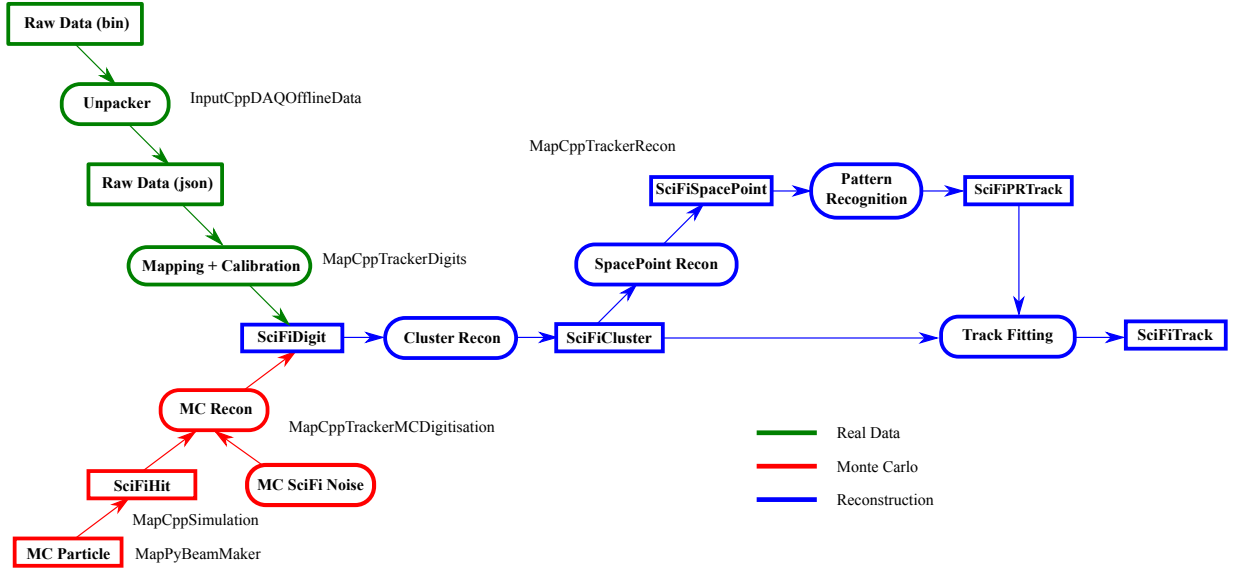 Raw Data (bin)
Unpacker
InputCppDAQOfflineData
MapCppTrackerRecon
Raw Data (json)
SciFiSpacePoint
Pattern
Recognition
SciFiPRTrack
Mapping + Calibration
MapCppTrackerDigits
SpacePoint Recon
SciFiDigit
Cluster Recon
SciFiCluster
Track Fitting
SciFiTrack
MC Recon
MapCppTrackerMCDigitisation
Real Data
Monte Carlo
Reconstruction
SciFiHit
MC SciFi Noise
MapCppSimulation
MC Particle
MapPyBeamMaker